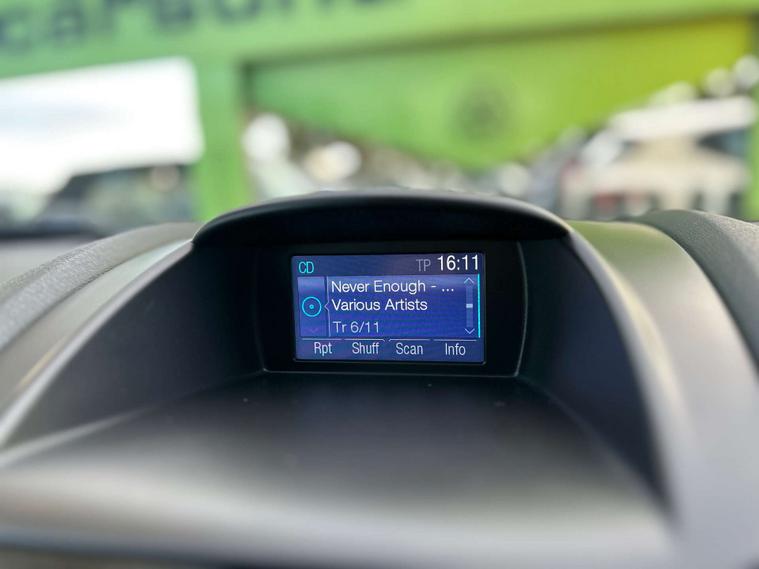 CD TP 16:11
Never Enough - ...
Various Artists
Tr 6/11
Rpt Shuff Scan Info